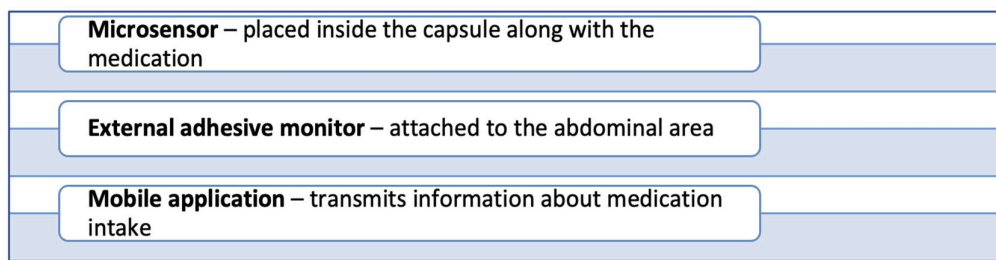 Microsensor – placed inside the capsule along with the
medication
External adhesive monitor – attached to the abdominal area
Mobile application – transmits information about medication
intake